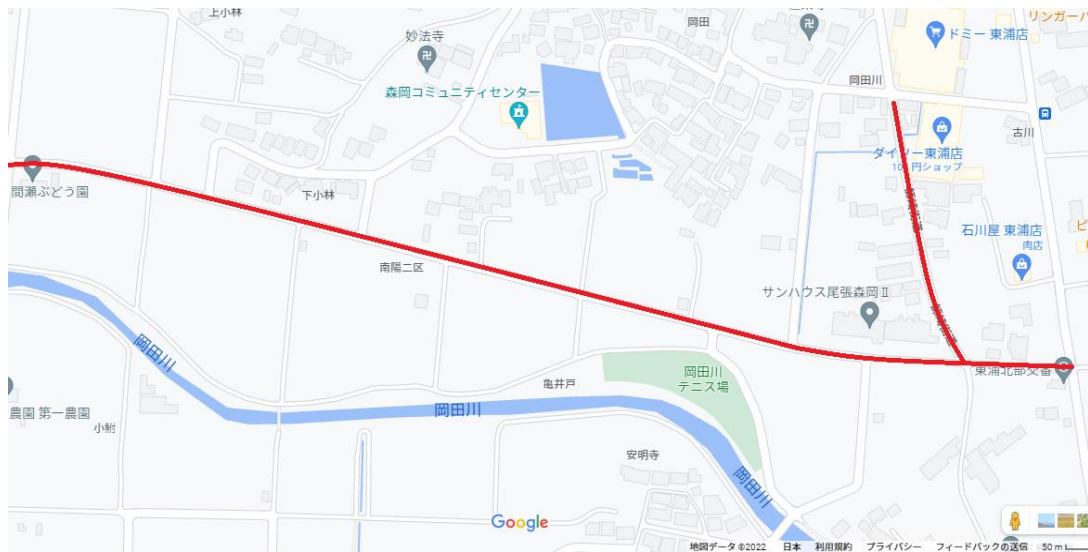 上小林
岡田
リンガーハ
妙法寺
ドミー 東浦店
岡田川
森岡コミュニティセンター
古川
ダイソー東浦店
100円ショップ
間瀬ぶどう園
下小林
石川屋 東浦店
肉店
ピ
南陽二区
サンハウス尾張森岡Ⅱ
岡田川
東浦北部交番
岡田川
テニス場
亀井戸
農園 第一農園
岡田川
小鮒
安明寺
岡田川
Google
地図データ ©2022 日本 利用規約 プライバシー フィードバックの送信 50 m